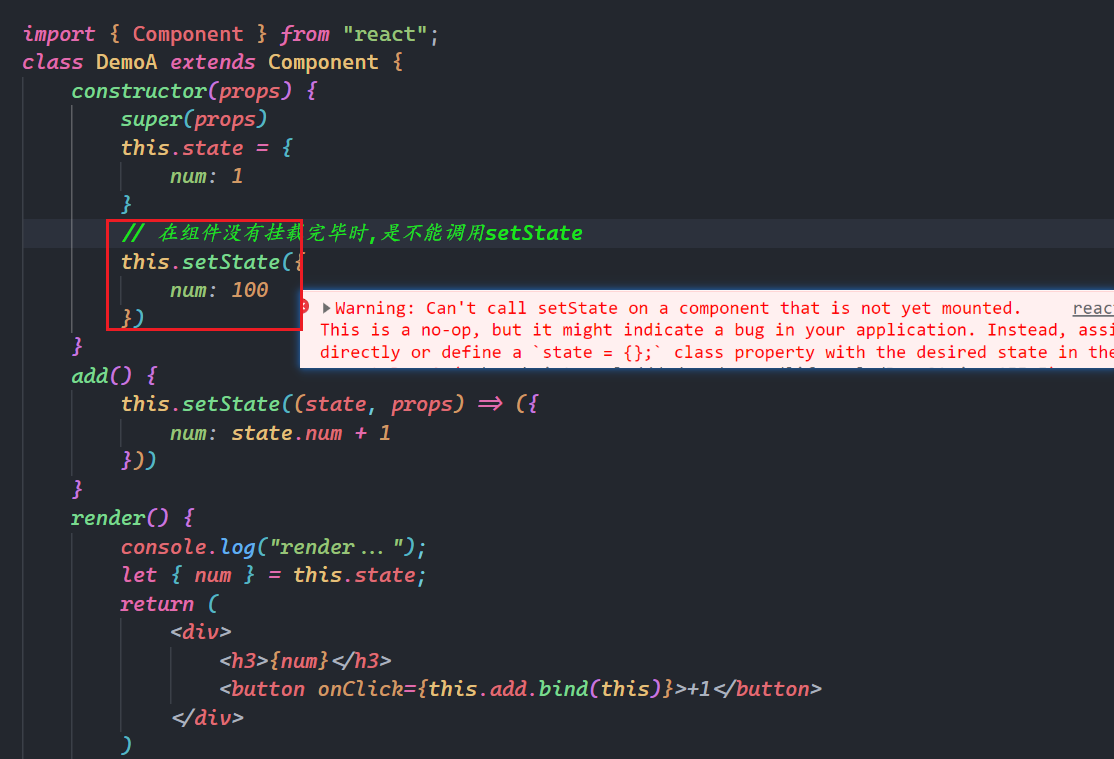 import { Component } from "react";
class DemoA extends Component {
constructor(props) {
super(props)
this.state = {
num: 1
}
// 在组件没有挂载完毕时,是不能调用setState
this.setState({
num: 100
})
Warning: Can't call setState on a component that is not yet mounted. reac
This is a no-op, but it might indicate a bug in your application. Instead, assi
directly or define a `state = {};` class property with the desired state in the
}
add() {
this.setState((state, props) => ({
num: state.num + 1
}))
}
render() {
console.log("render...");
let { num } = this.state;
return (
<div>
<h3>{num}</h3>
<button onClick={this.add.bind(this)}>+1</button>
</div>
)